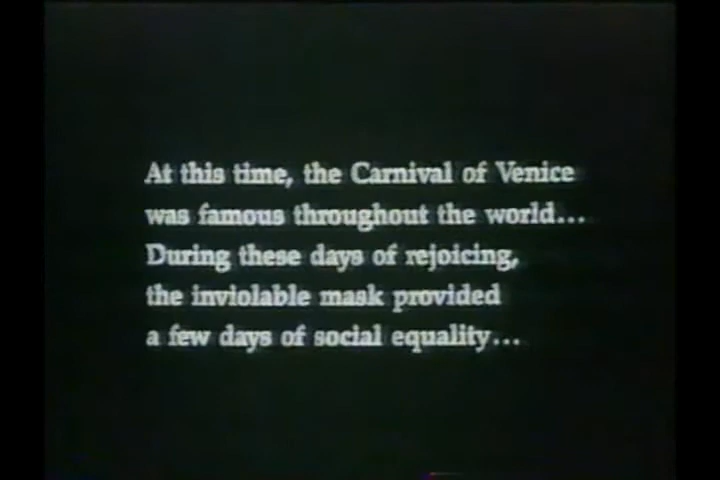 At this time, the Carnival of Venice
was famous throughout the world...
During these days of rejoicing,
the inviolable mask provided
a few days of social equality...